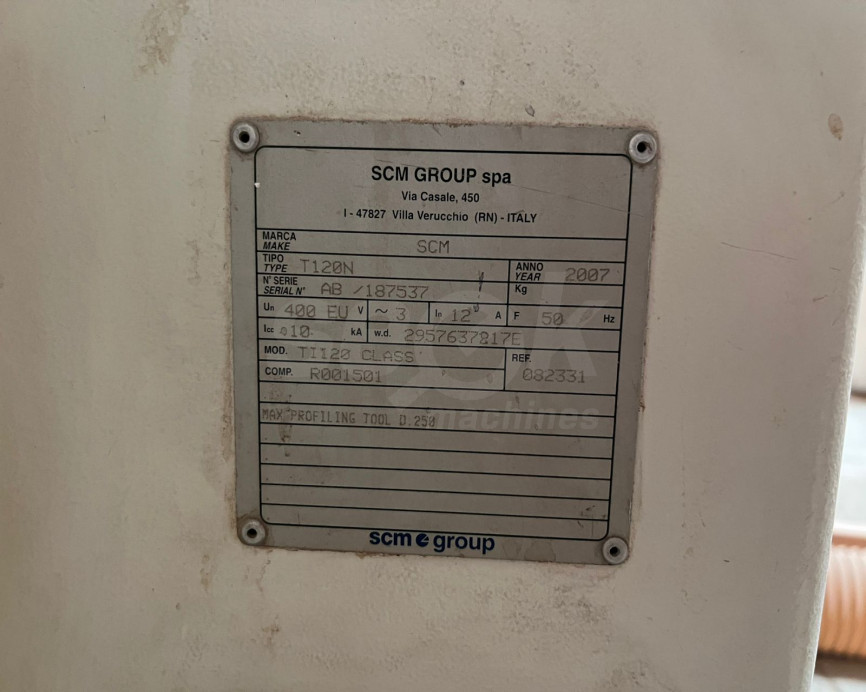 SCM GROUP spa
Via Casale, 450
I - 47827 Villa Verucchio (RN) - ITALY
MARCA
MAKE SCM
TIPO
TYPE T120N ANNO
YEAR 2007
N° SERIE
SERIAL N° AB /187537 Kg
Un 400 EU V ~ 3 In 12 A F 50 Hz
Icc 10 kA w.d. 2957637817E
MOD. TI120 CLASS REF. 082331
COMP. R001501
machines
MAX PROFILING TOOL D.250
scm group